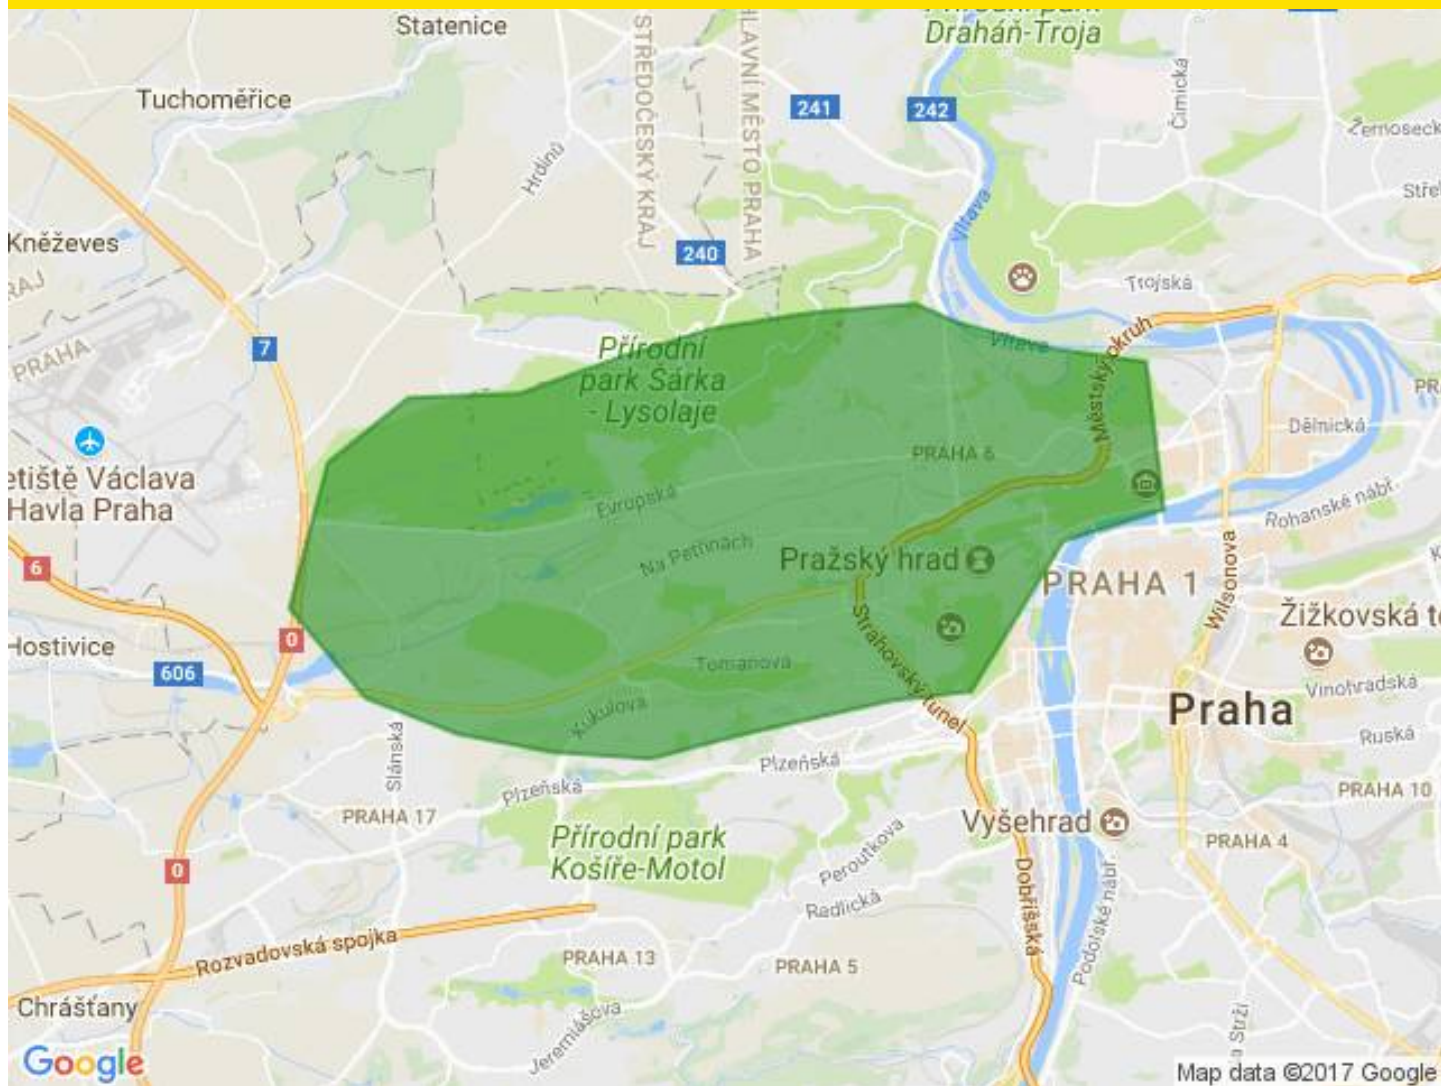 Přírodní park
Draháň-Troja
Statenice
STŘEDOČESKÝ KRAJ
HLAVNÍ MĚSTO PRAHA
Tuchoměřice
241
242
Čimická
Hrdinů
Vltava
Kněževes
240
Trojská
PRAHA
7
Přírodní
park Šárka
- Lysolaje
Vltava
Městský okruh
PR
Dělnická
PRAHA 6
etiště Václava
Havla Praha
Evropská
Rohanské nábř.
Na Petřinách
Pražský hrad
6
PRAHA 1
Wilsonova
Žižkovská t
0
Hostivice
606
Strahovský tunel
Tomanova
Vinohradská
Kukulova
Praha
Ruská
Slánská
Plzeňská
Plzeňská
PRAHA 10
PRAHA 17
Vyšehrad
Přírodní park
Košíře-Motol
Peroutkova
PRAHA 4
0
Dobříšská
Podolské nábř.
Radlická
Rozvadovská spojka
PRAHA 13
PRAHA 5
Chrášťany
Jeremiášova
a Strži
Google
Map data ©2017 Google